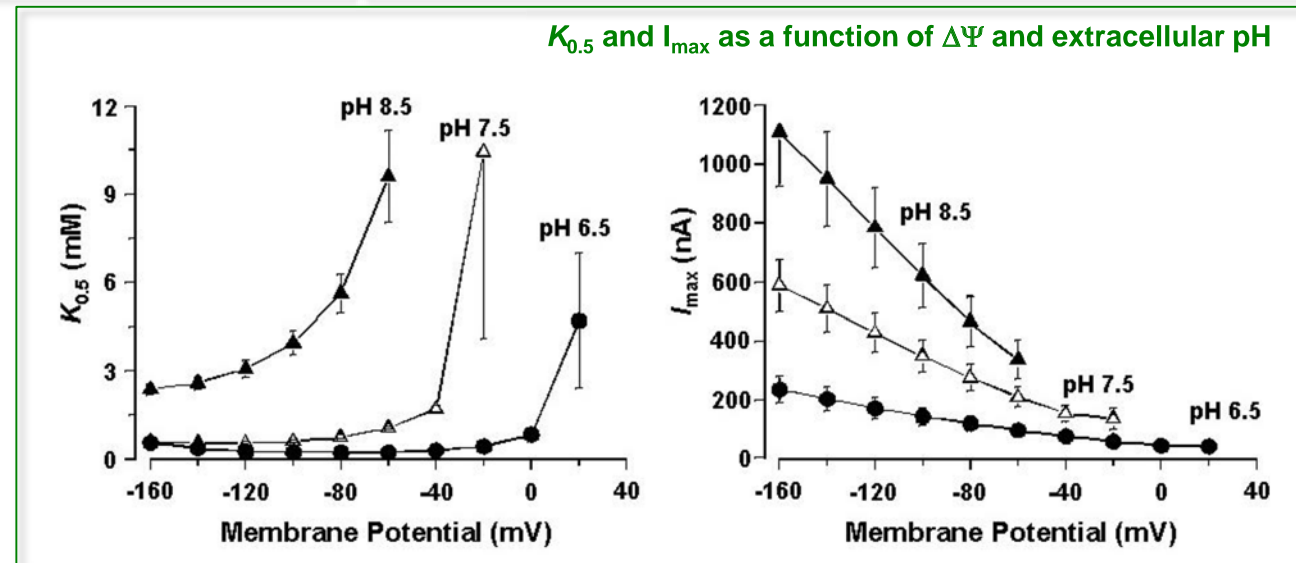 K0.5 and Imax as a function of ΔΨ and extracellular pH
12
9
6
3
0
K0.5 (mM)
pH 8.5
pH 7.5
pH 6.5
-160 -120 -80 -40 0 40
Membrane Potential (mV)
1200
1000
800
600
400
200
0
Imax (nA)
pH 8.5
pH 7.5
pH 6.5
-160 -120 -80 -40 0 40
Membrane Potential (mV)